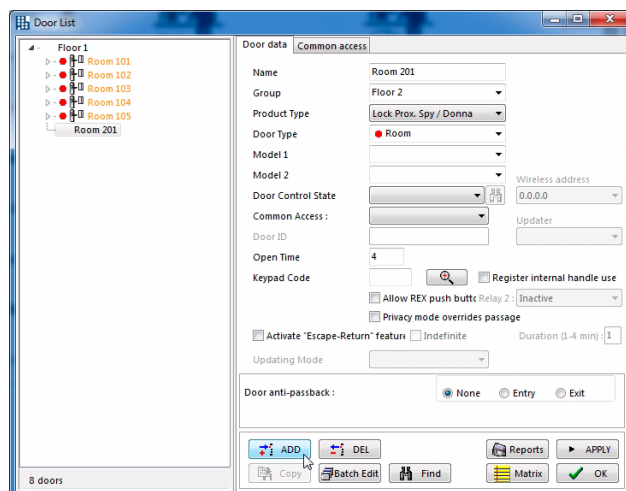 Door List
Floor 1
Room 101
Room 102
Room 103
Room 104
Room 105
Room 201
8 doors
Door data Common access
Name Room 201
Group Floor 2
Product Type Lock Prox. Spy / Donna
Door Type Room
Model 1
Model 2 Wireless address
Door Control State 0.0.0.0
Common Access : Updater
Door ID
Open Time 4
Keypad Code Register internal handle use
Allow REX push butto Relay 2 : Inactive
Privacy mode overrides passage
Activate "Escape-Return" feature Indefinite Duration (1-4 min) : 1
Updating Mode
Door anti-passback : None Entry Exit
ADD DEL Reports APPLY
Copy Batch Edit Find Matrix OK